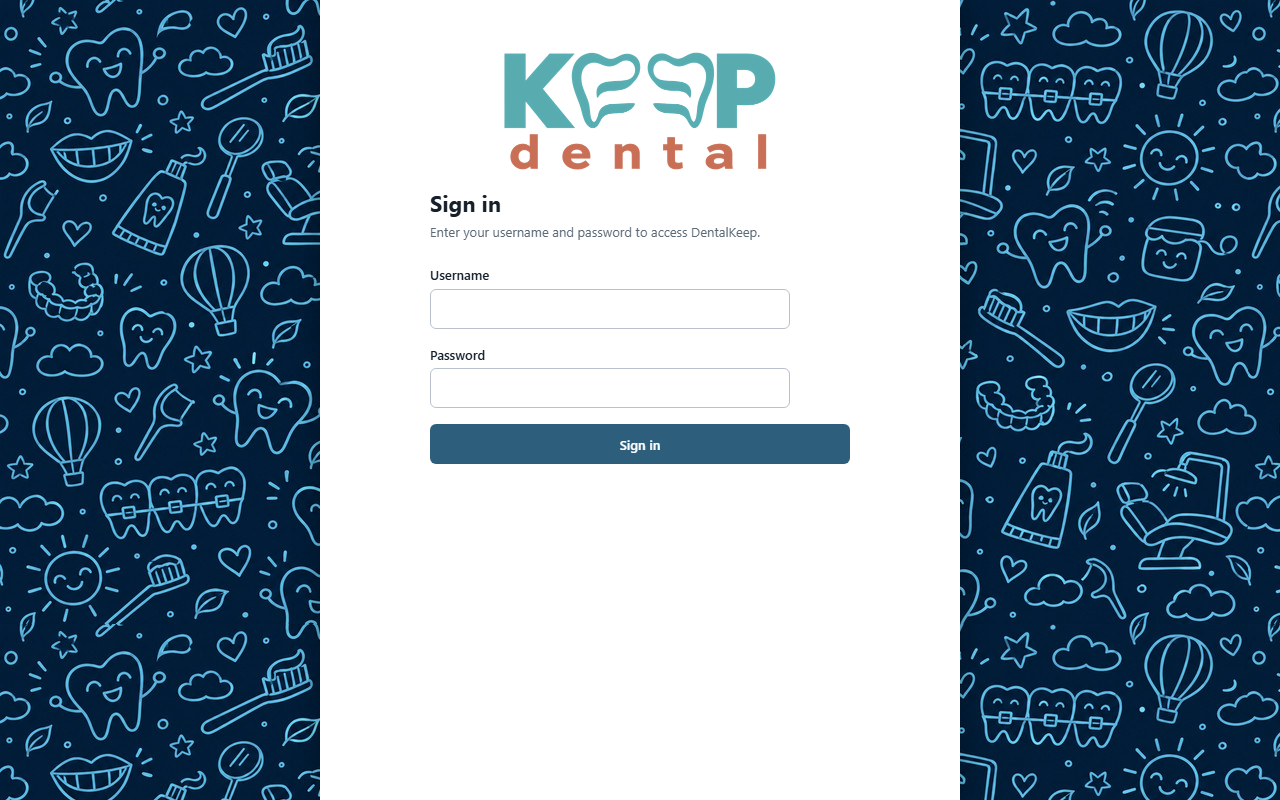 KEEP
dental
Sign in
Enter your username and password to access DentalKeep.
Username
Password
Sign in